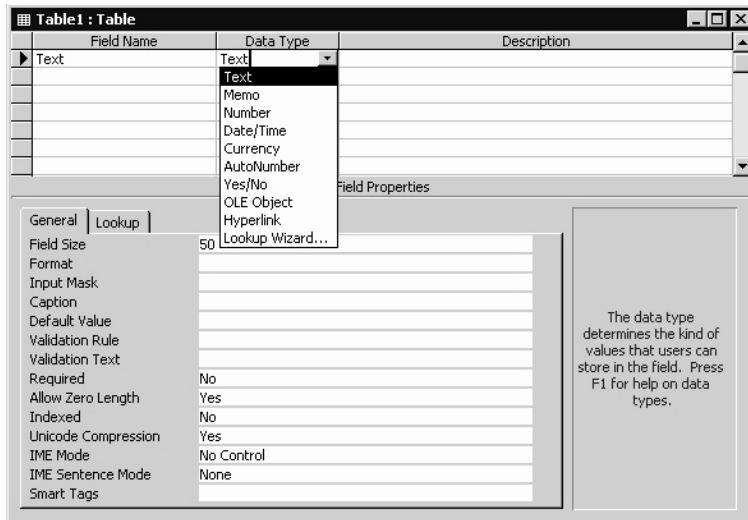 Table1 : Table
Field Name Data Type Description
Text Text
Text
Memo
Number
Date/Time
Currency
AutoNumber
Yes/No
OLE Object
Hyperlink
Lookup Wizard...
Field Properties
General Lookup
Field Size 50
Format
Input Mask
Caption
Default Value
Validation Rule
Validation Text
Required No
Allow Zero Length Yes
Indexed No
Unicode Compression Yes
IME Mode No Control
IME Sentence Mode None
Smart Tags
The data type
determines the kind of
values that users can
store in the field. Press
F1 for help on data
types.